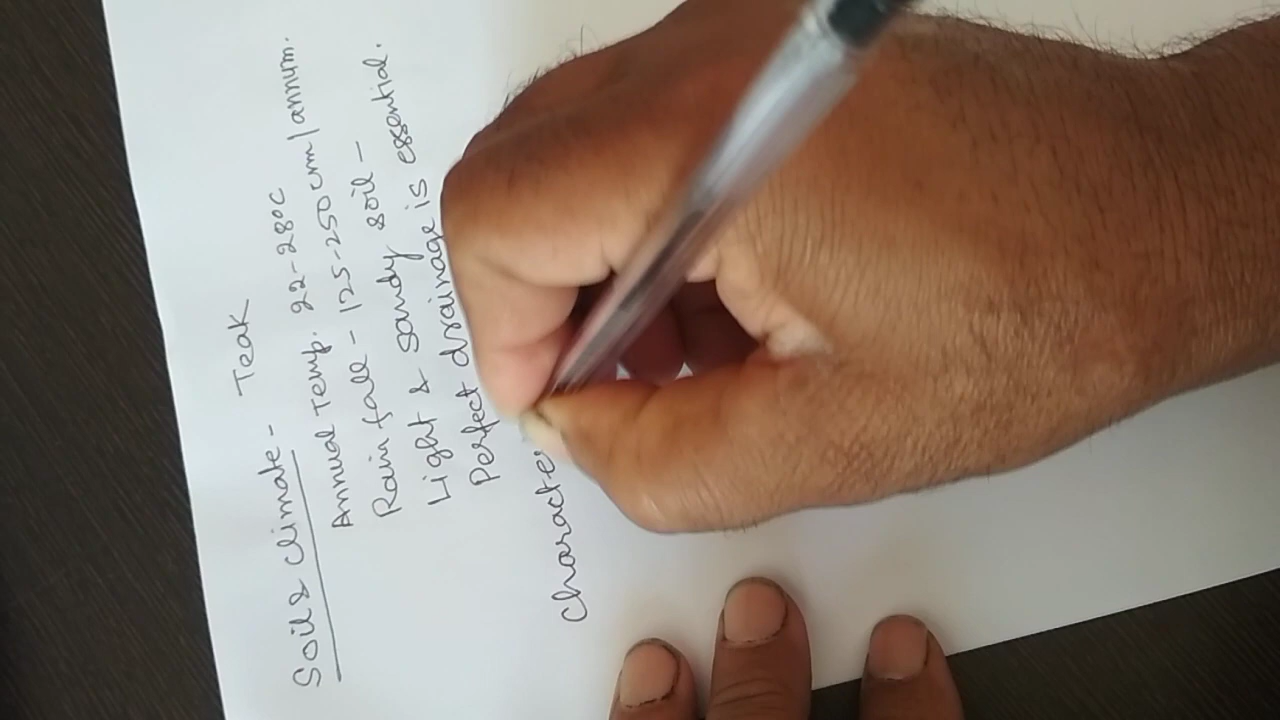 Teak
Soil & Climate -
Annual Temp. 22-28°C
Rain fall - 125-250 cm/annum.
Light & sandy soil -
Perfect drainage is essential.
Characte